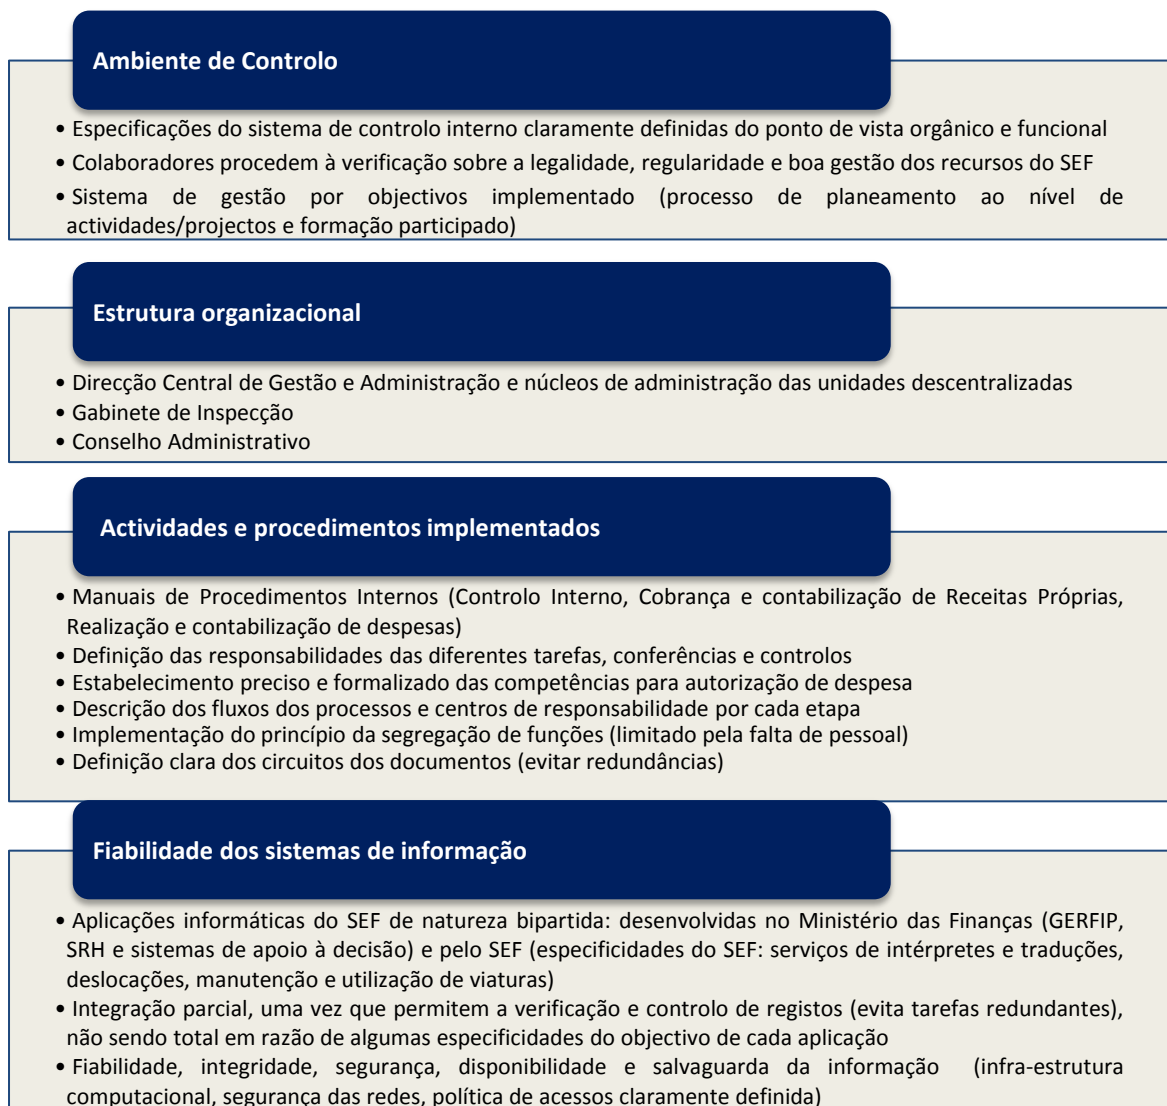 Ambiente de Controlo
• Especificações do sistema de controlo interno claramente definidas do ponto de vista orgânico e funcional
• Colaboradores procedem à verificação sobre a legalidade, regularidade e boa gestão dos recursos do SEF
• Sistema de gestão por objectivos implementado (processo de planeamento ao nível de
actividades/projectos e formação participado)
Estrutura organizacional
• Direcção Central de Gestão e Administração e núcleos de administração das unidades descentralizadas
• Gabinete de Inspecção
• Conselho Administrativo
Actividades e procedimentos implementados
• Manuais de Procedimentos Internos (Controlo Interno, Cobrança e contabilização de Receitas Próprias,
Realização e contabilização de despesas)
• Definição das responsabilidades das diferentes tarefas, conferências e controlos
• Estabelecimento preciso e formalizado das competências para autorização de despesa
• Descrição dos fluxos dos processos e centros de responsabilidade por cada etapa
• Implementação do princípio da segregação de funções (limitado pela falta de pessoal)
• Definição clara dos circuitos dos documentos (evitar redundâncias)
Fiabilidade dos sistemas de informação
• Aplicações informáticas do SEF de natureza bipartida: desenvolvidas no Ministério das Finanças (GERFIP,
SRH e sistemas de apoio à decisão) e pelo SEF (especificidades do SEF: serviços de intérpretes e traduções,
deslocações, manutenção e utilização de viaturas)
• Integração parcial, uma vez que permitem a verificação e controlo de registos (evita tarefas redundantes),
não sendo total em razão de algumas especificidades do objectivo de cada aplicação
• Fiabilidade, integridade, segurança, disponibilidade e salvaguarda da informação (infra-estrutura
computacional, segurança das redes, política de acessos claramente definida)